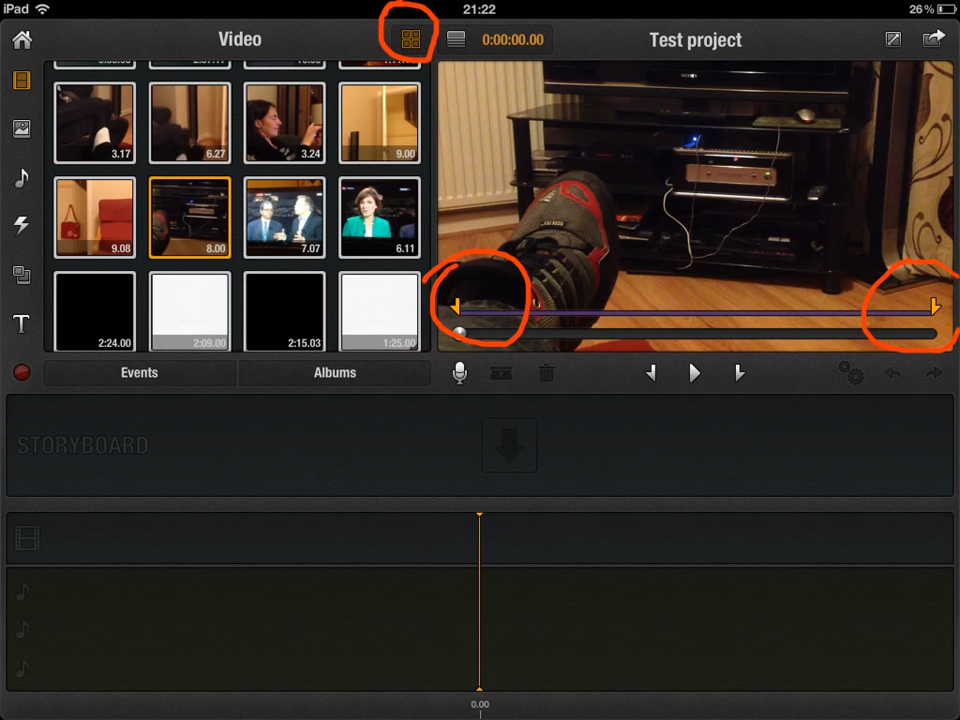 iPad 21:22 26%
Video 0:00:00.00 Test project
3.17 6.27 3.24 9.00
9.08 8.00 7.07 6.11
2:24.00 2:09.00 2:15.03 1:25.00
T
Events Albums
STORYBOARD
0.00